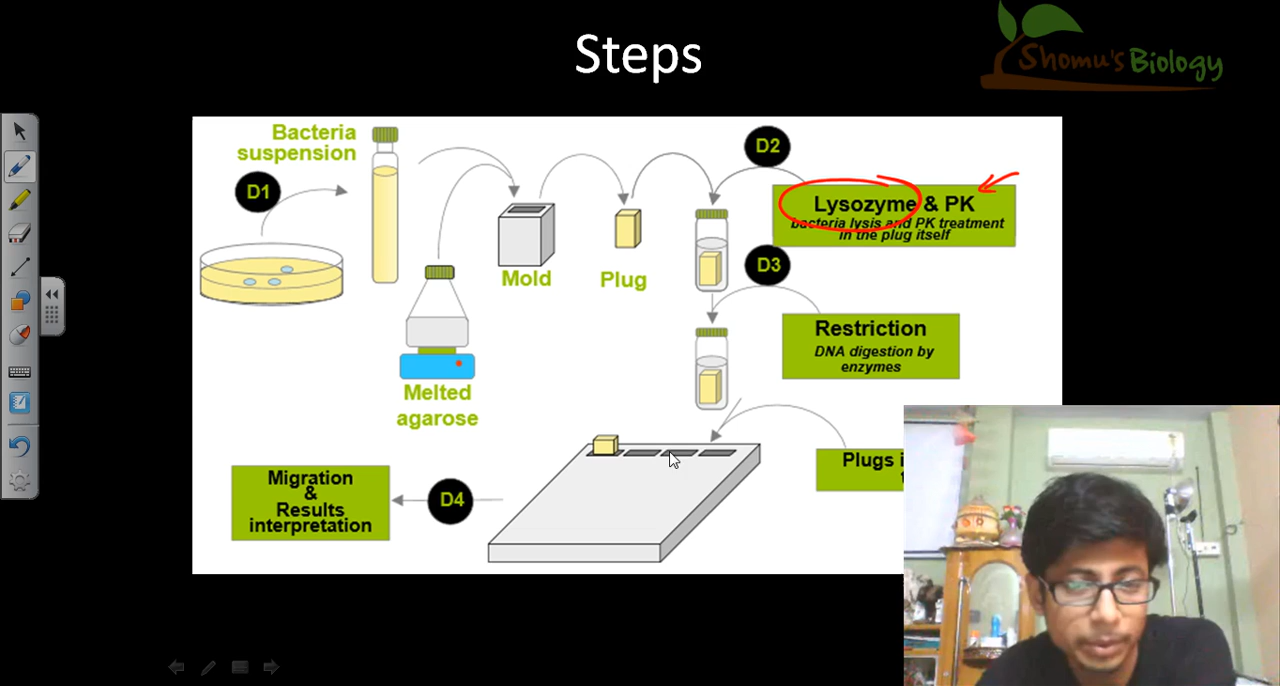 Steps
Shomu's Biology
Bacteria
suspension
D1
D2
Lysozyme & PK
bacteria lysis and PK treatment
in the plug itself
Mold
Plug
D3
Restriction
DNA digestion by
enzymes
Melted
agarose
Plugs
Migration
&
Results
interpretation
D4